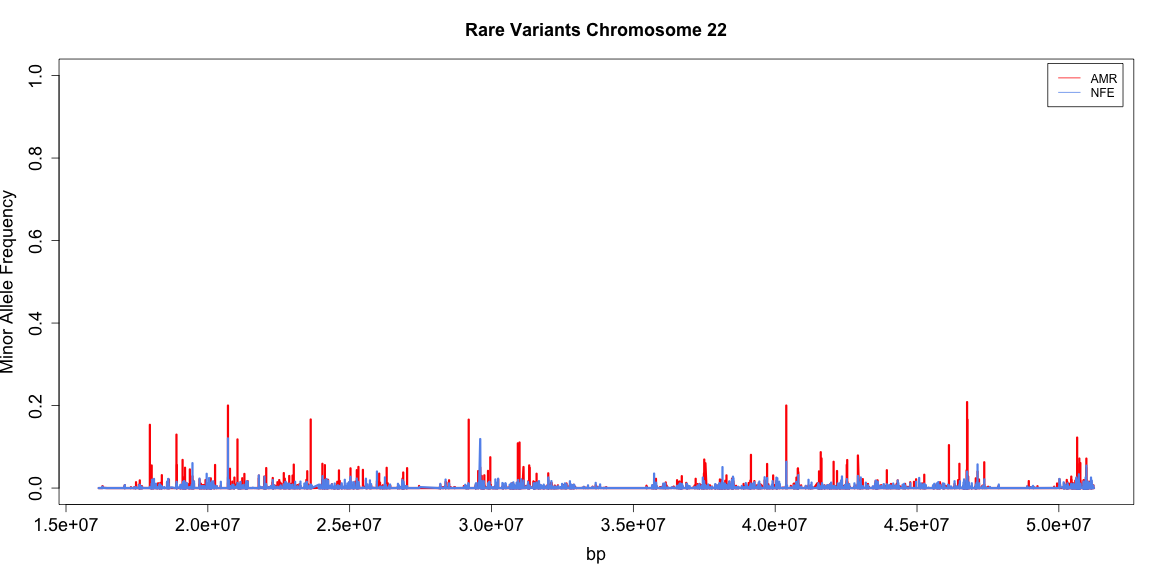 Rare Variants Chromosome 22
AMR
NFE
Minor Allele Frequency
1.0
0.8
0.6
0.4
0.2
0.0
1.5e+07 2.0e+07 2.5e+07 3.0e+07 3.5e+07 4.0e+07 4.5e+07 5.0e+07
bp